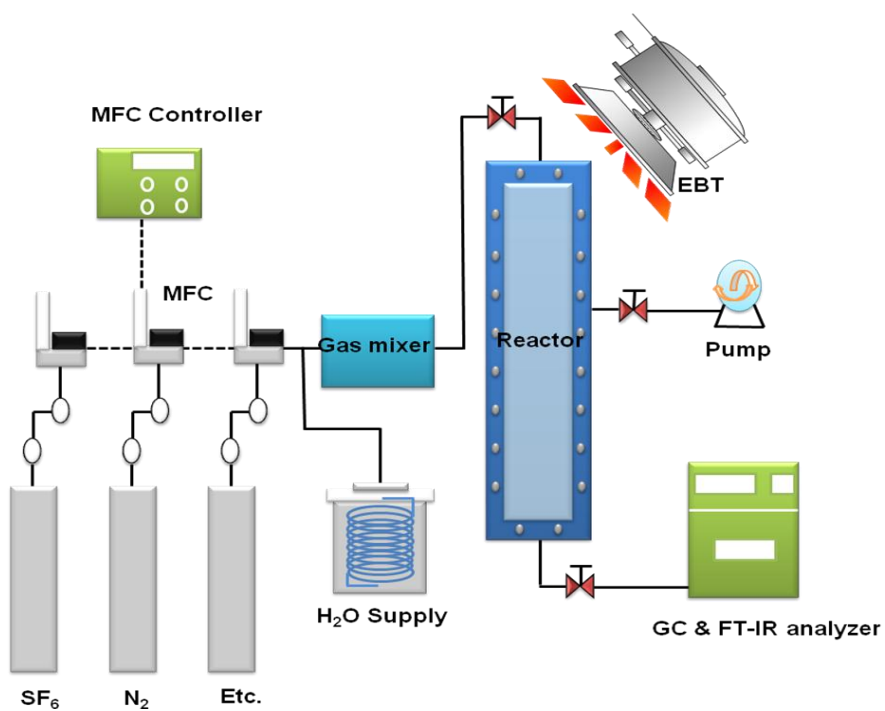 MFC Controller
EBT
MFC
Gas mixer
Reactor
Pump
H₂O Supply
GC & FT-IR analyzer
SF₆
N₂
Etc.